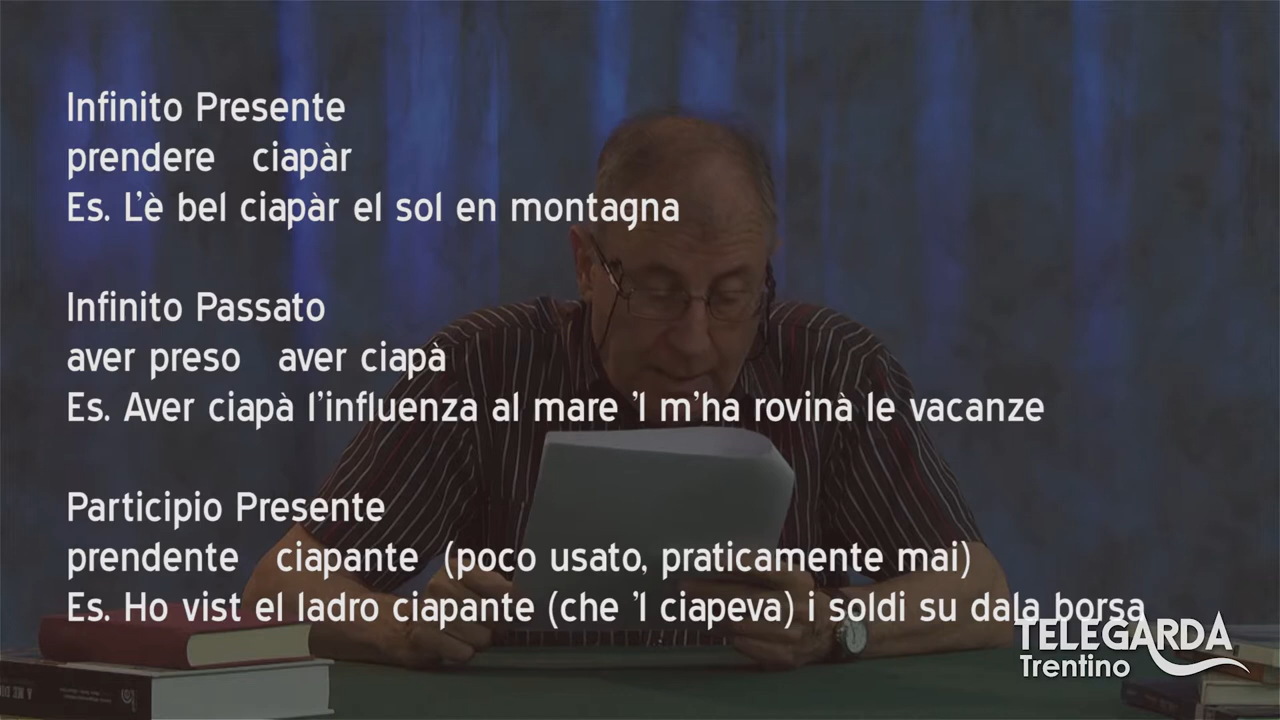 Infinito Presente
prendere ciapàr
Es. L'è bel ciapàr el sol en montagna
Infinito Passato
aver preso aver ciapà
Es. Aver ciapà l'influenza al mare 'l m'ha rovinà le vacanze
Participio Presente
prendente ciapante (poco usato, praticamente mai)
Es. Ho vist el ladro ciapante (che 'l ciapeva) i soldi su dala borsa
TELEGARDA
Trentino